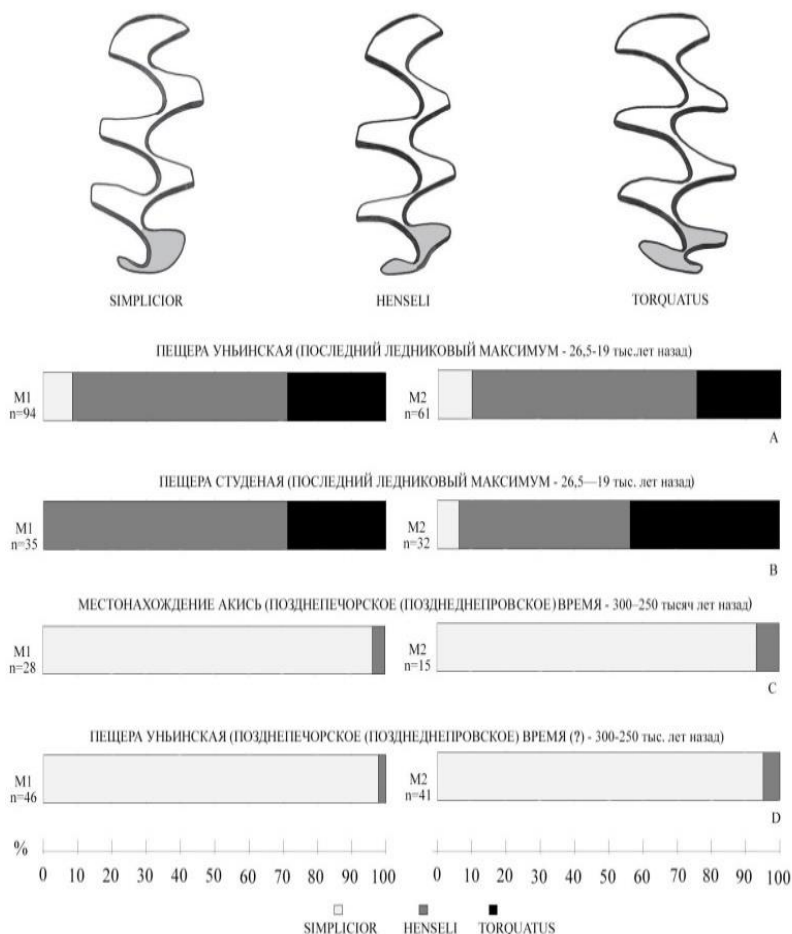 SIMPLICIOR HENSELI TORQUATUS
ПЕЩЕРА УНЬИНСКАЯ (ПОСЛЕДНИЙ ЛЕДНИКОВЫЙ МАКСИМУМ - 26,5-19 тыс.лет назад)
M1
n=94
M2
n=61
A
ПЕЩЕРА СТУДЕНАЯ (ПОСЛЕДНИЙ ЛЕДНИКОВЫЙ МАКСИМУМ - 26,5—19 тыс. лет назад)
M1
n=35
M2
n=32
B
МЕСТОНАХОЖДЕНИЕ АКИСЬ (ПОЗДНЕПЕЧОРСКОЕ (ПОЗДНЕДНЕПРОВСКОЕ) ВРЕМЯ - 300–250 тысяч лет назад)
M1
n=28
M2
n=15
C
ПЕЩЕРА УНЬИНСКАЯ (ПОЗДНЕПЕЧОРСКОЕ (ПОЗДНЕДНЕПРОВСКОЕ) ВРЕМЯ (?) - 300-250 тыс. лет назад)
M1
n=46
M2
n=41
D
%
0 10 20 30 40 50 60 70 80 90 100 0 10 20 30 40 50 60 70 80 90 100
SIMPLICIOR HENSELI TORQUATUS